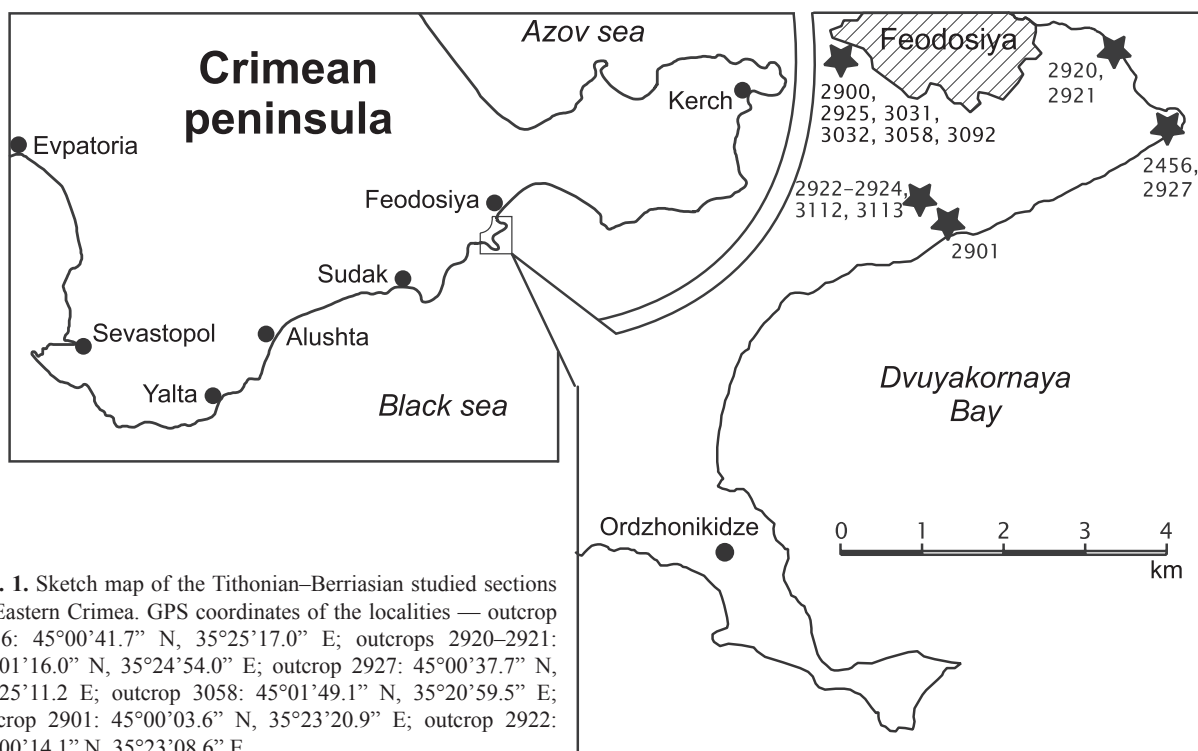 Azov sea
Crimean
peninsula
Kerch
Evpatoria
Feodosiya
Sudak
Sevastopol
Alushta
Yalta
Black sea
Feodosiya
2920,
2921
2900,
2925, 3031,
3032, 3058, 3092
2456,
2927
2922–2924,
3112, 3113
2901
Dvuyakornaya
Bay
Ordzhonikidze
0 1 2 3 4
km
. 1. Sketch map of the Tithonian–Berriasian studied sections
Eastern Crimea. GPS coordinates of the localities — outcrop
6: 45°00’41.7” N, 35°25’17.0” E; outcrops 2920–2921:
01’16.0” N, 35°24’54.0” E; outcrop 2927: 45°00’37.7” N,
25’11.2 E; outcrop 3058: 45°01’49.1” N, 35°20’59.5” E;
crop 2901: 45°00’03.6” N, 35°23’20.9” E; outcrop 2922:
00’14.1” N, 35°23’08.6” E